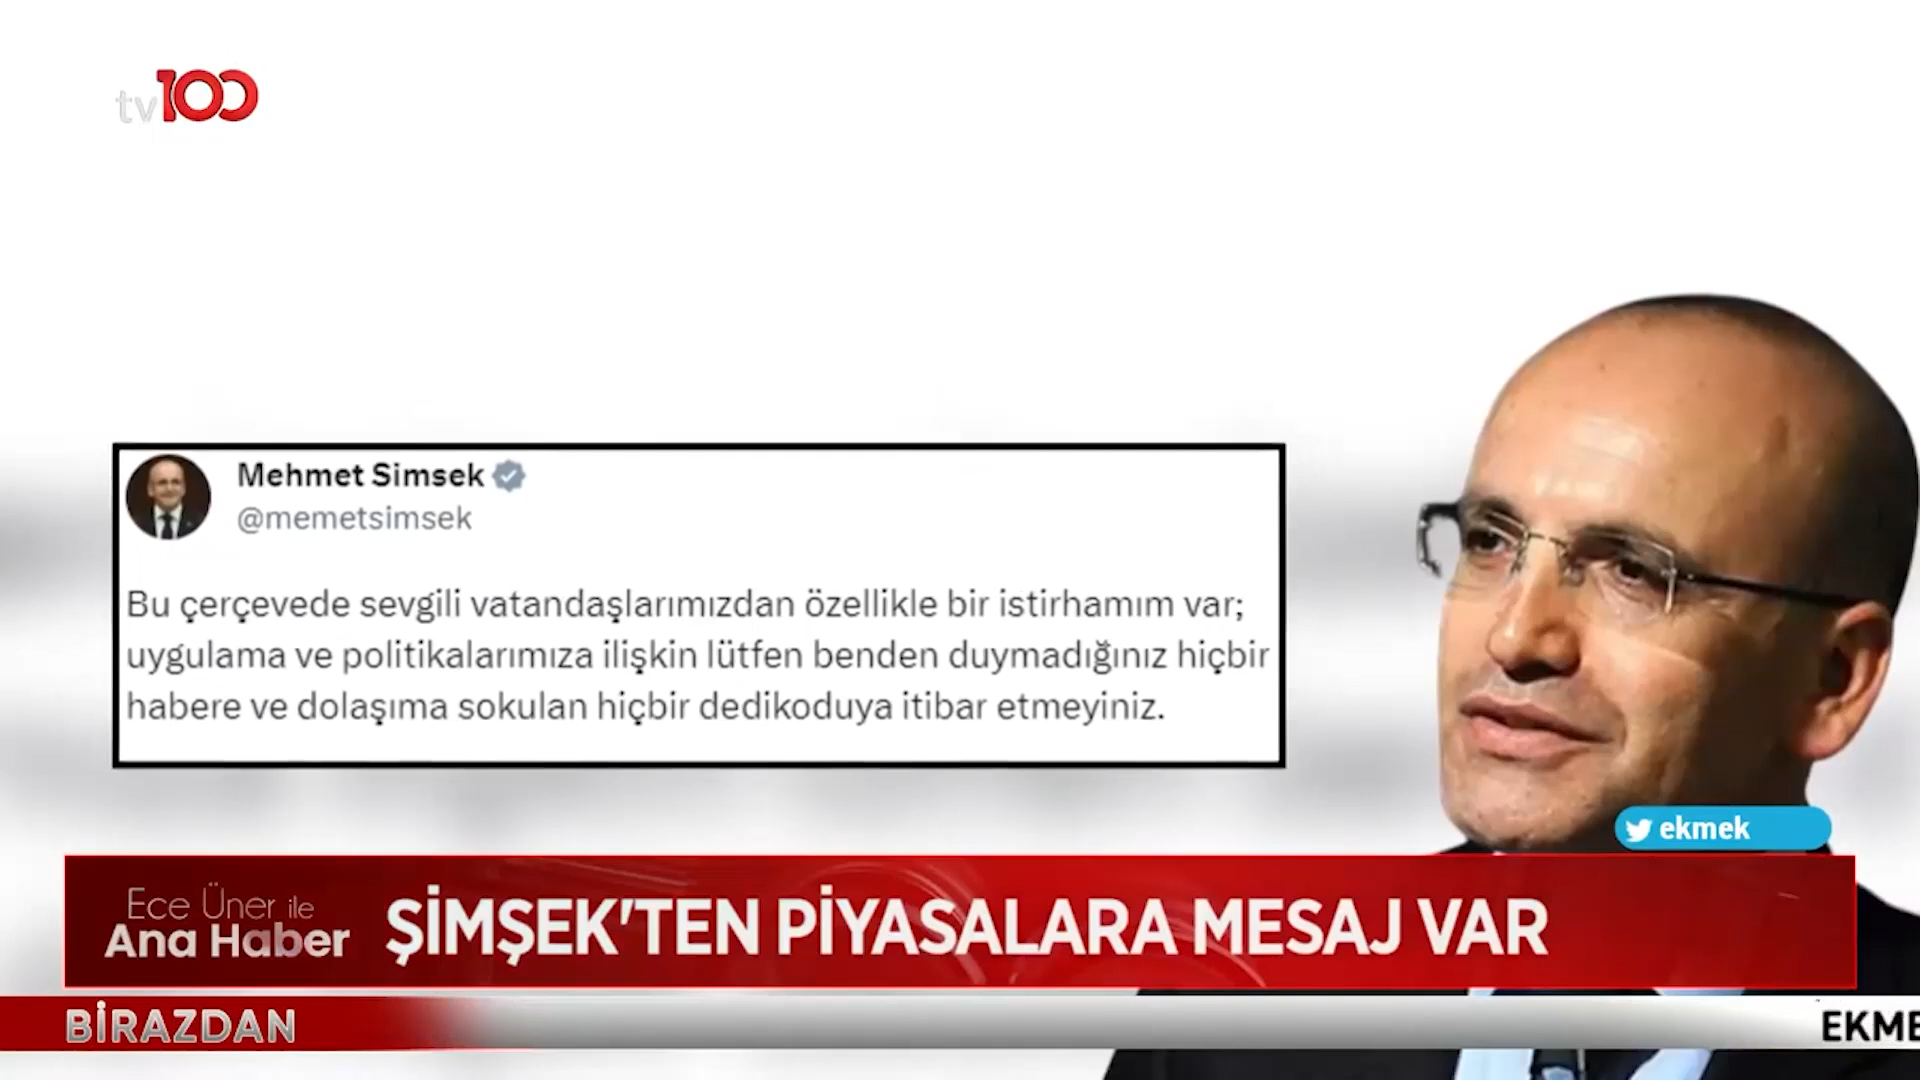 tv100
Mehmet Simsek
@memetsimsek
Bu çerçevede sevgili vatandaşlarımızdan özellikle bir istirhamım var;
uygulama ve politikalarımıza ilişkin lütfen benden duymadığınız hiçbir
habere ve dolaşıma sokulan hiçbir dedikoduya itibar etmeyiniz.
ekmek
Ece Üner ile
Ana Haber
ŞİMŞEK'TEN PİYASALARA MESAJ VAR
BİRAZDAN
EKME